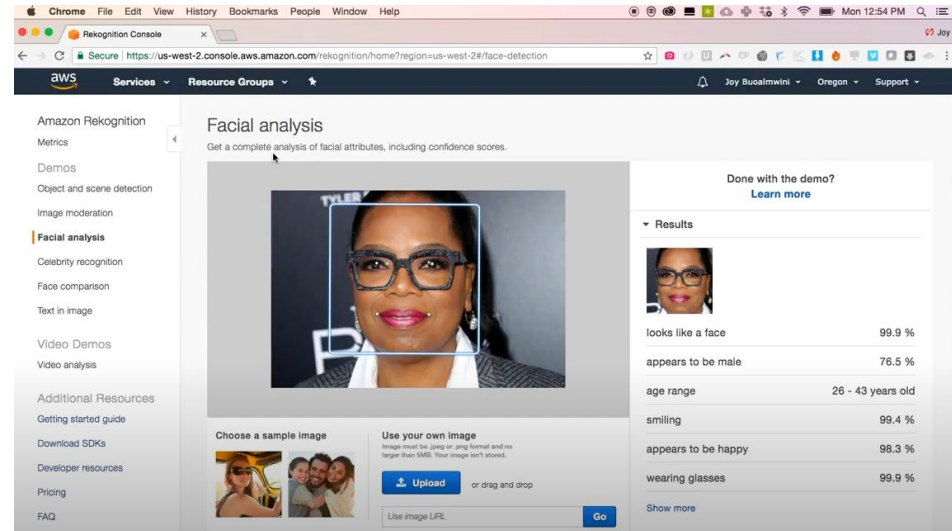 Chrome File Edit View History Bookmarks People Window Help Mon 12:54 PM
Rekognition Console Joy
Secure https://us-west-2.console.aws.amazon.com/rekognition/home?region=us-west-2#/face-detection
aws Services Resource Groups Joy Buoalmwini Oregon Support
Amazon Rekognition
Metrics
Demos
Object and scene detection
Image moderation
Facial analysis
Celebrity recognition
Face comparison
Text in image
Video Demos
Video analysis
Additional Resources
Getting started guide
Download SDKs
Developer resources
Pricing
FAQ
Facial analysis
Get a complete analysis of facial attributes, including confidence scores.
TYLER
Choose a sample image
Use your own image
Image must be .jpeg or .png format and no
larger than 5MB. Your image isn't stored.
Upload or drag and drop
Use image URL Go
Done with the demo?
Learn more
Results
looks like a face 99.9 %
appears to be male 76.5 %
age range 26 - 43 years old
smiling 99.4 %
appears to be happy 98.3 %
wearing glasses 99.9 %
Show more